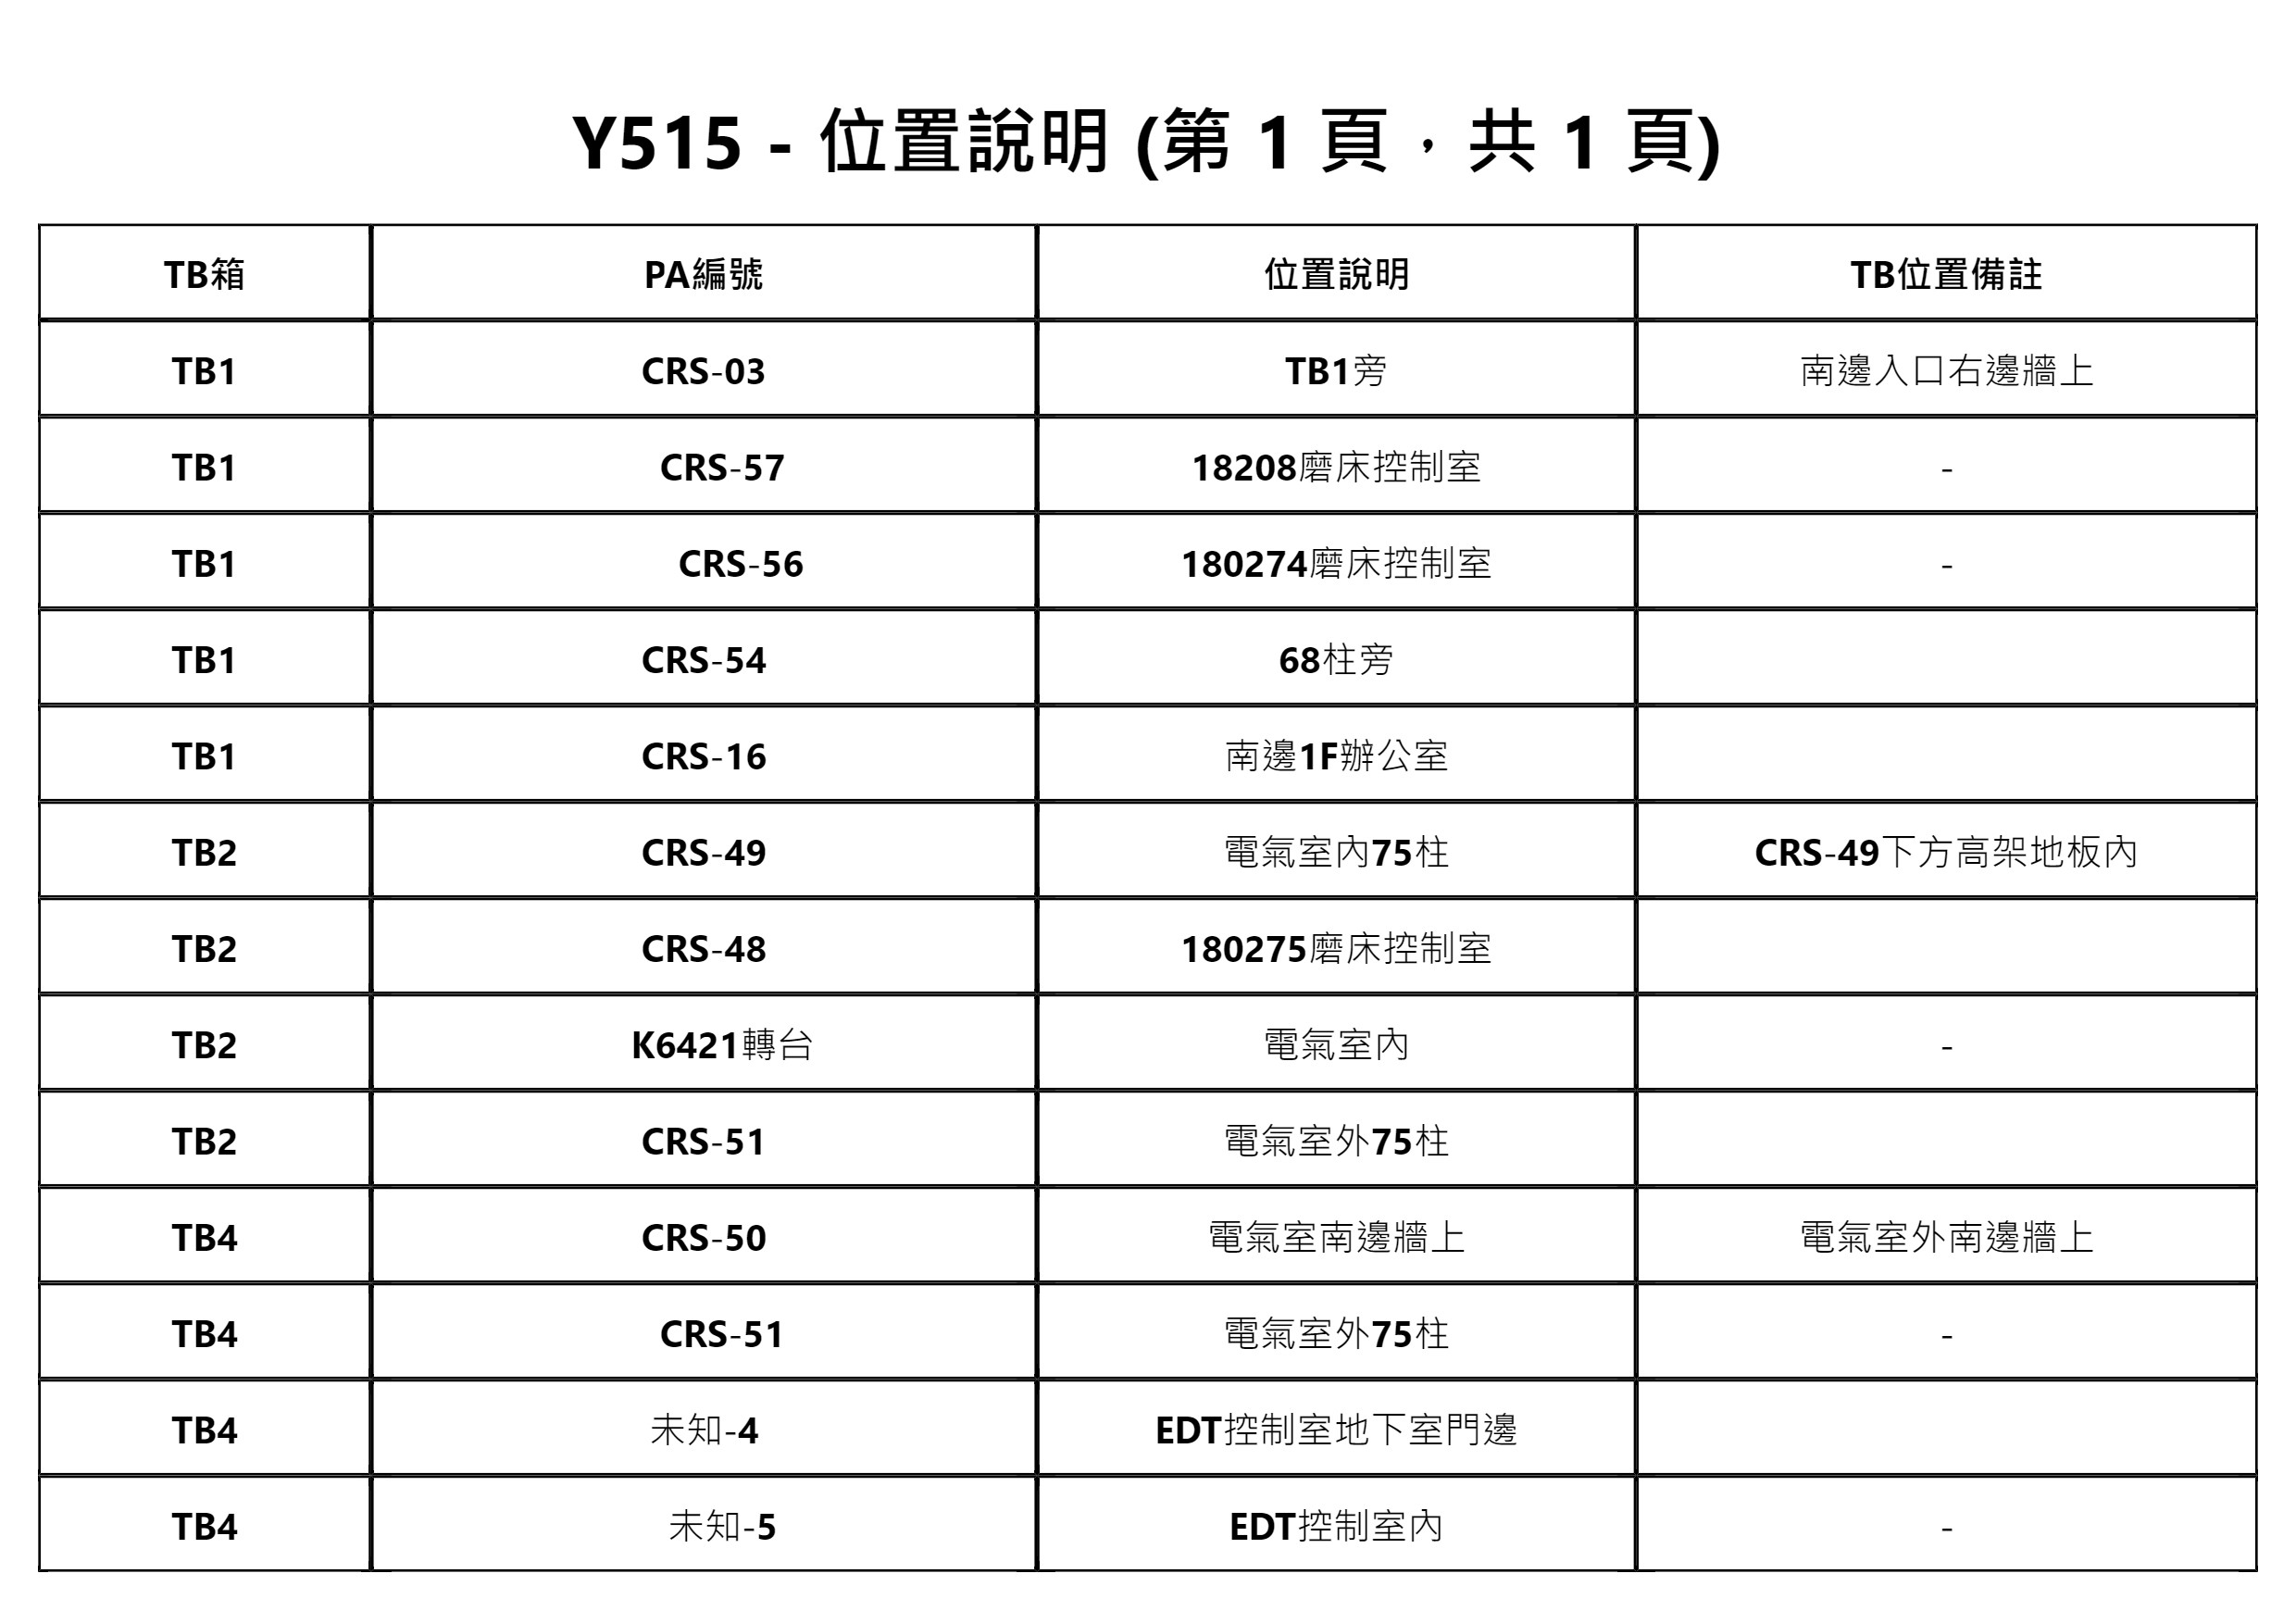 Y515 - 位置說明 (第 1 頁，共 1 頁)
TB箱 PA編號 位置說明 TB位置備註
TB1 CRS-03 TB1旁 南邊入口右邊牆上
TB1 CRS-57 18208磨床控制室 -
TB1 CRS-56 180274磨床控制室 -
TB1 CRS-54 68柱旁
TB1 CRS-16 南邊1F辦公室
TB2 CRS-49 電氣室內75柱 CRS-49下方高架地板內
TB2 CRS-48 180275磨床控制室
TB2 K6421轉台 電氣室內 -
TB2 CRS-51 電氣室外75柱
TB4 CRS-50 電氣室南邊牆上 電氣室外南邊牆上
TB4 CRS-51 電氣室外75柱 -
TB4 未知-4 EDT控制室地下室門邊
TB4 未知-5 EDT控制室內 -